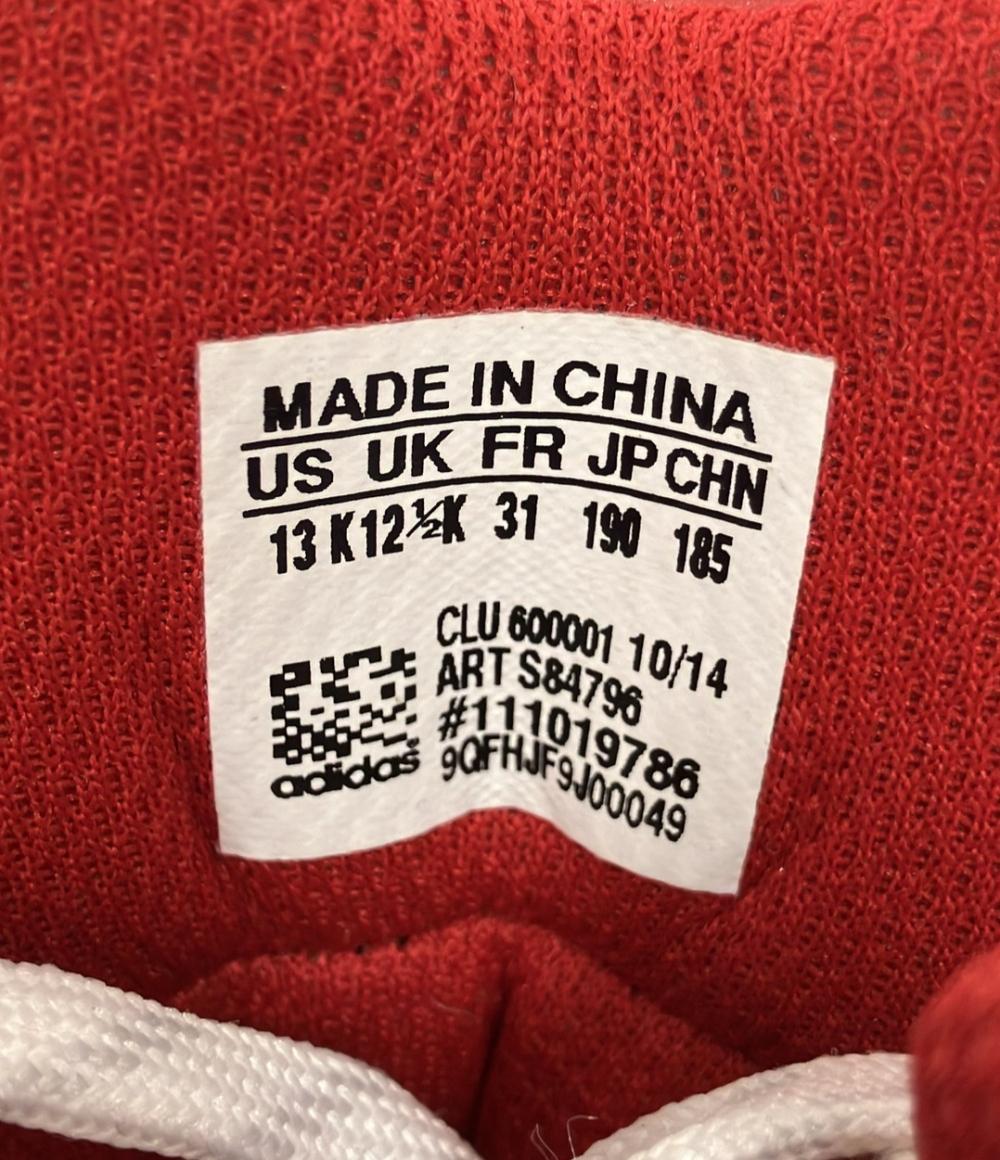 MADE IN CHINA
US UK FR JP CHN
13 K 12½K 31 190 185
CLU 600001 10/14
ART S84796
#111019786
9QFHJF9J00049
adidas